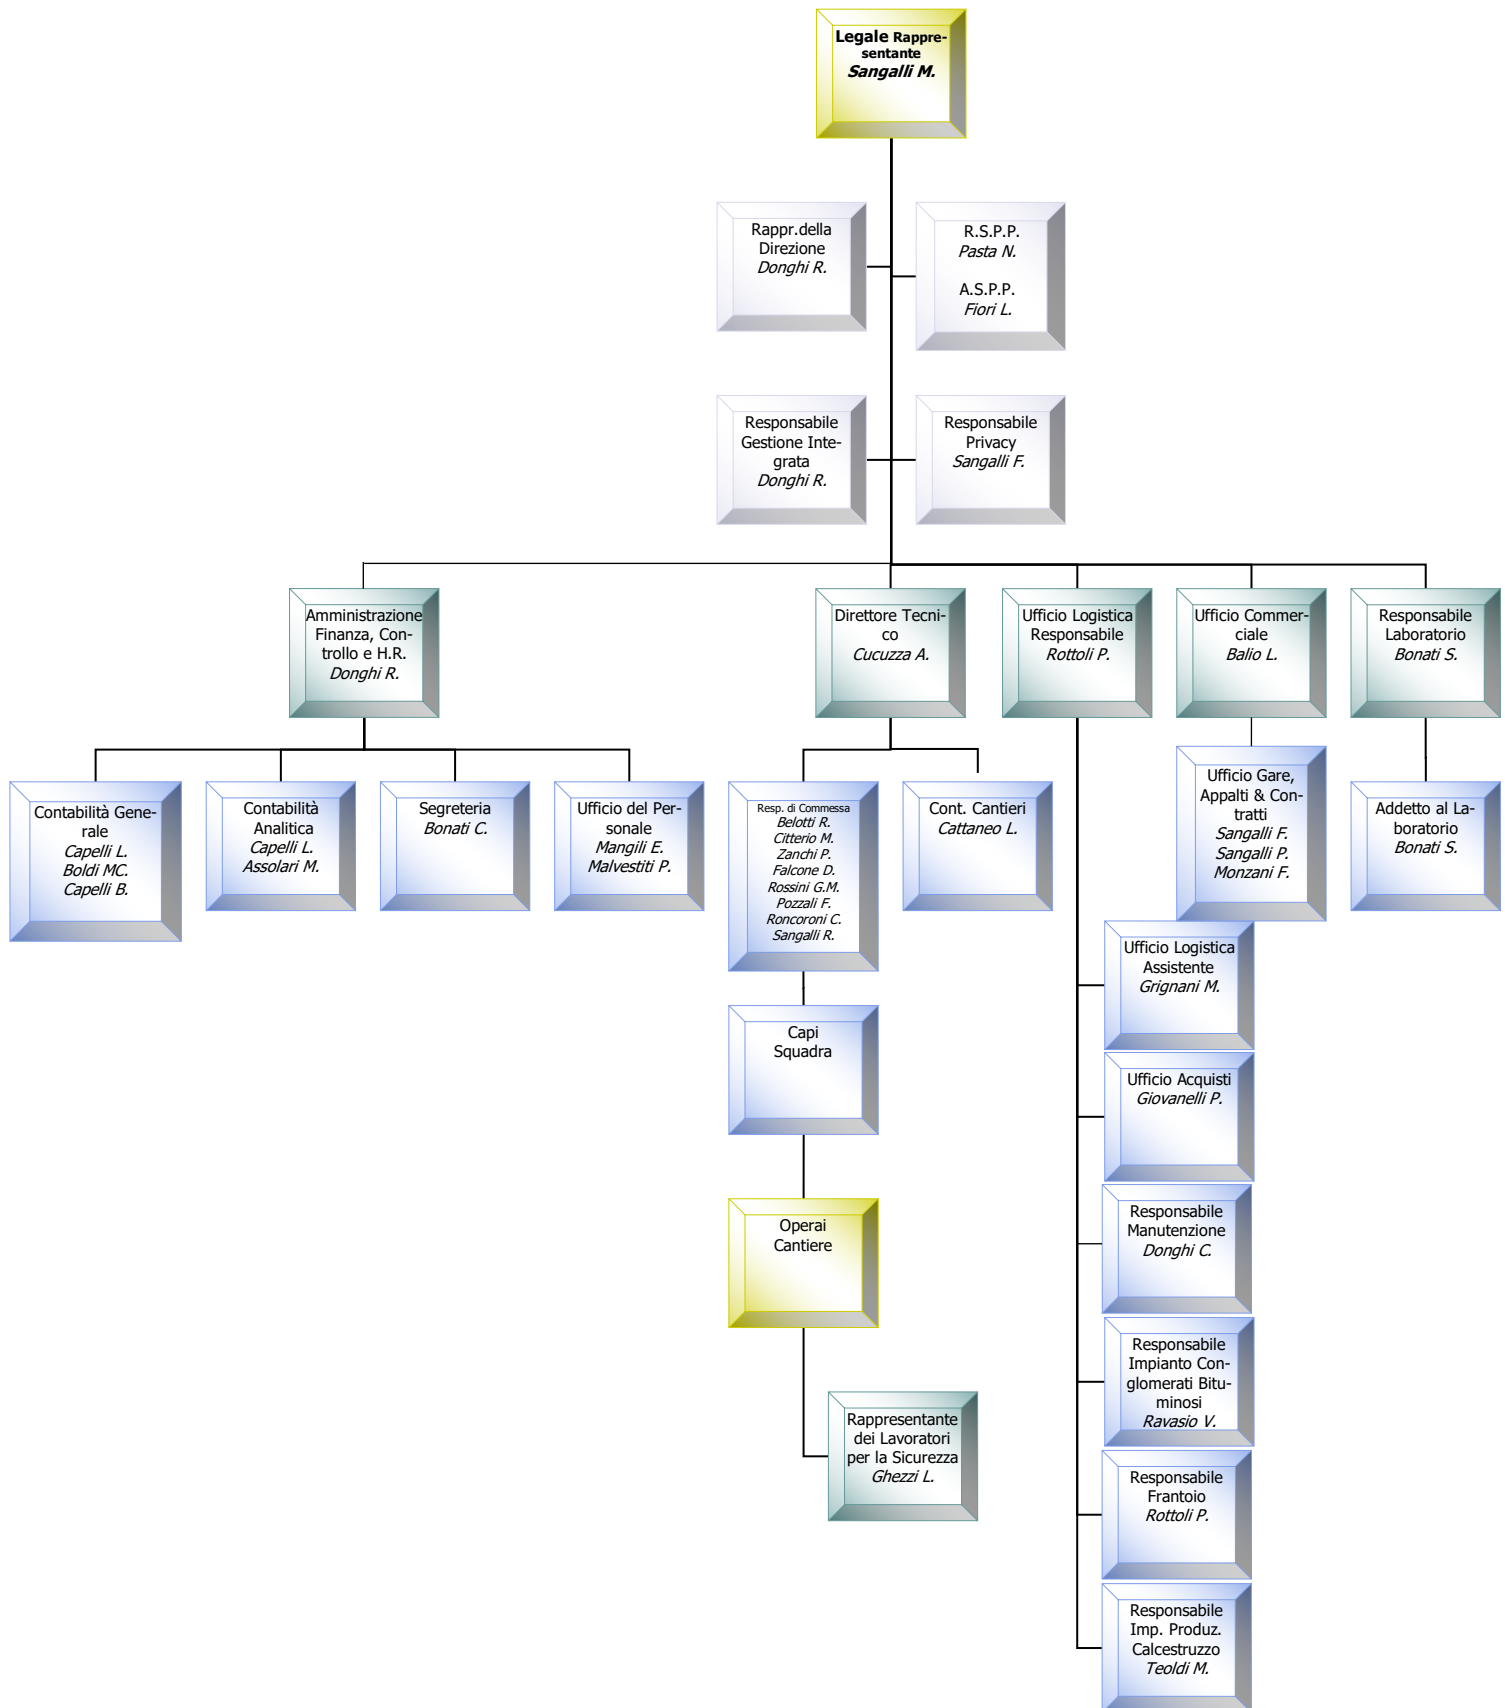 Legale Rappre-
sentante
Sangalli M.
Rappr.della
Direzione
Donghi R.
R.S.P.P.
Pasta N.
A.S.P.P.
Fiori L.
Responsabile
Gestione Inte-
grata
Donghi R.
Responsabile
Privacy
Sangalli F.
Amministrazione
Finanza, Con-
trollo e H.R.
Donghi R.
Direttore Tecni-
co
Cucuzza A.
Ufficio Logistica
Responsabile
Rottoli P.
Ufficio Commer-
ciale
Balio L.
Responsabile
Laboratorio
Bonati S.
Contabilità Gene-
rale
Capelli L.
Boldi MC.
Capelli B.
Contabilità
Analitica
Capelli L.
Assolari M.
Segreteria
Bonati C.
Ufficio del Per-
sonale
Mangili E.
Malvestiti P.
Resp. di Commessa
Belotti R.
Citterio M.
Zanchi P.
Falcone D.
Rossini G.M.
Pozzali F.
Roncoroni C.
Sangalli R.
Cont. Cantieri
Cattaneo L.
Ufficio Gare,
Appalti & Con-
tratti
Sangalli F.
Sangalli P.
Monzani F.
Addetto al La-
boratorio
Bonati S.
Ufficio Logistica
Assistente
Grignani M.
Capi
Squadra
Ufficio Acquisti
Giovanelli P.
Operai
Cantiere
Responsabile
Manutenzione
Donghi C.
Responsabile
Impianto Con-
glomerati Bitu-
minosi
Ravasio V.
Rappresentante
dei Lavoratori
per la Sicurezza
Ghezzi L.
Responsabile
Frantoio
Rottoli P.
Responsabile
Imp. Produz.
Calcestruzzo
Teoldi M.